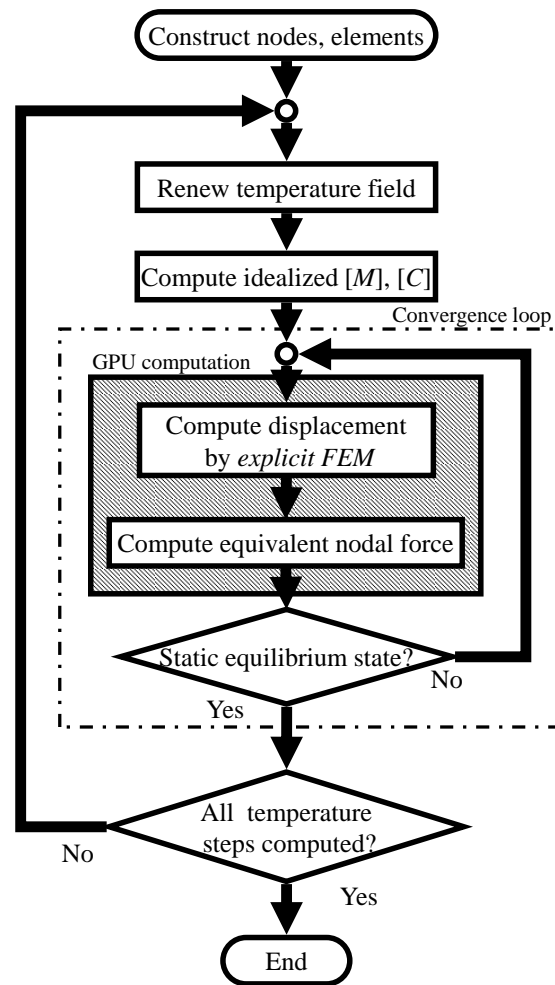 Construct nodes, elements
Renew temperature field
Compute idealized [M], [C]
Convergence loop
GPU computation
Compute displacement
by explicit FEM
Compute equivalent nodal force
Static equilibrium state?
No
Yes
All temperature
steps computed?
No
Yes
End